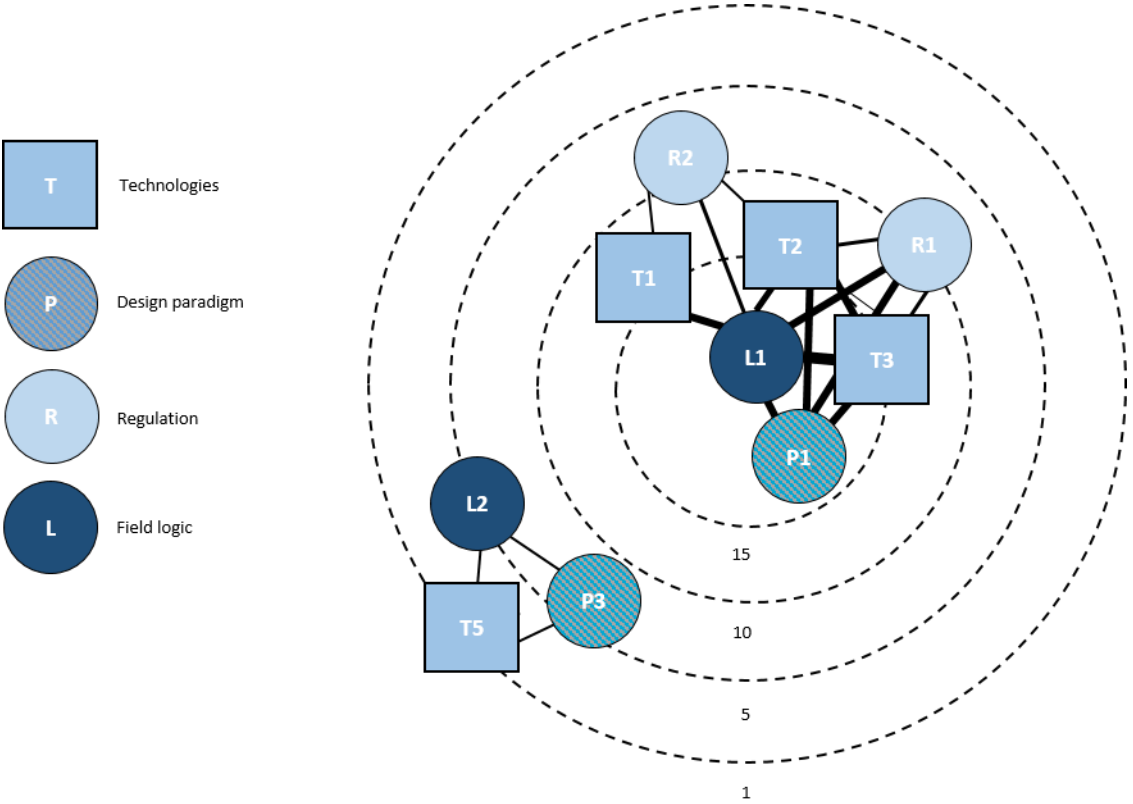 T
Technologies
P
Design paradigm
R
Regulation
L
Field logic
R2
R1
T2
T1
L1
T3
P1
L2
P3
T5
15
10
5
1